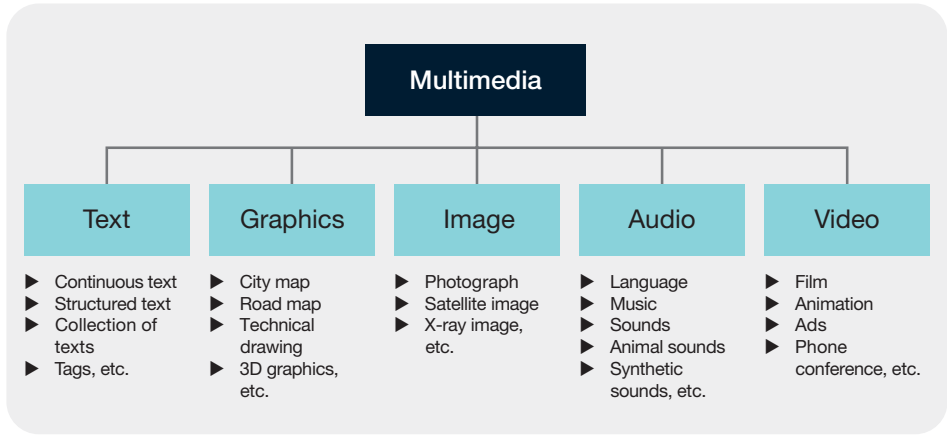 Multimedia
Text
Graphics
Image
Audio
Video
Continuous text
Structured text
Collection of
texts
Tags, etc.
City map
Road map
Technical
drawing
3D graphics,
etc.
Photograph
Satellite image
X-ray image,
etc.
Language
Music
Sounds
Animal sounds
Synthetic
sounds, etc.
Film
Animation
Ads
Phone
conference, etc.